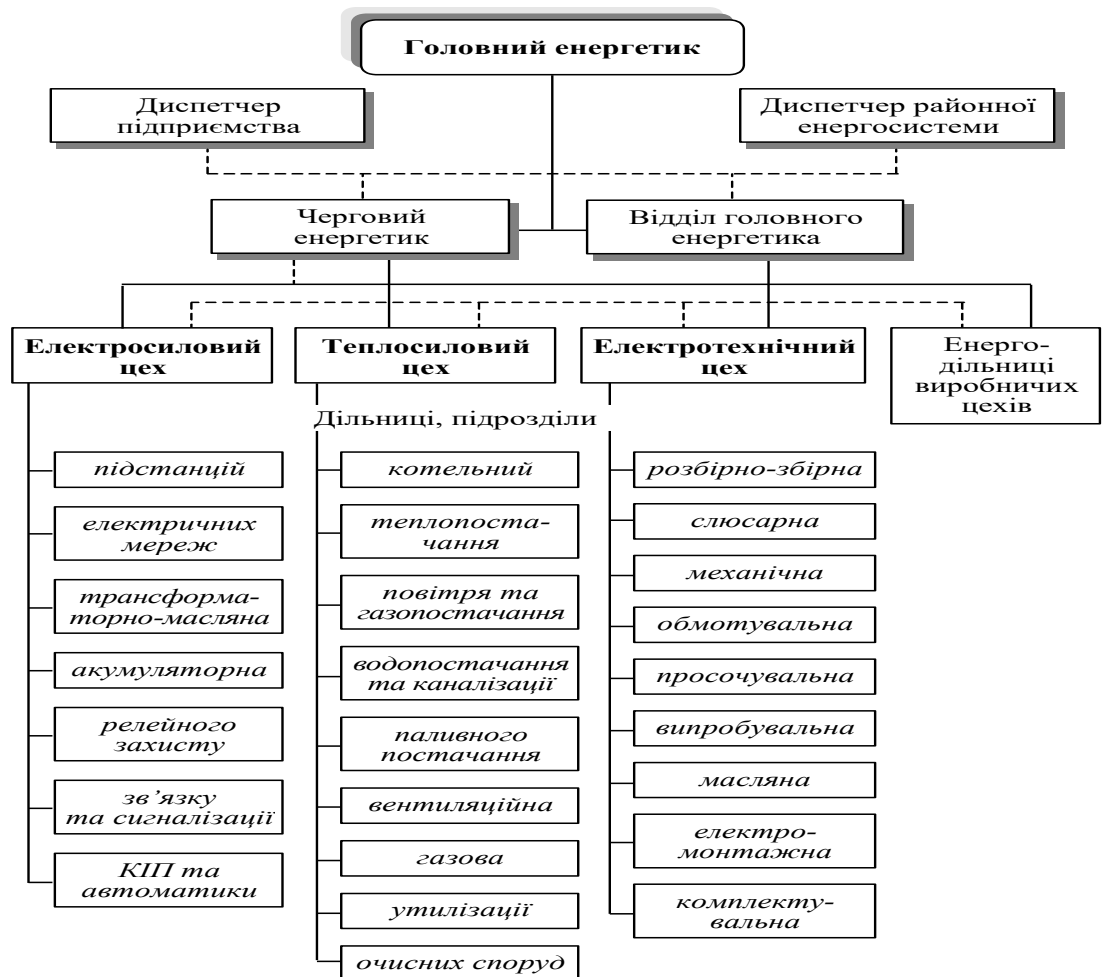 Головний енергетик
Диспетчер
підприємства
Диспетчер районної
енергосистеми
Черговий
енергетик
Відділ головного
енергетика
Електросиловий
цех
Теплосиловий
цех
Електротехнічний
цех
Енерго-
дільниці
виробничих
цехів
Дільниці, підрозділи
підстанцій
електричних
мереж
трансформа-
торно-масляна
акумуляторна
релейного
захисту
зв’язку
та сигналізації
КІП та
автоматики
котельний
теплопоста-
чання
повітря та
газопостачання
водопостачання
та каналізації
паливного
постачання
вентиляційна
газова
утилізації
очисних споруд
розбірно-збірна
слюсарна
механічна
обмотувальна
просочувальна
випробувальна
масляна
електро-
монтажна
комплекту-
вальна